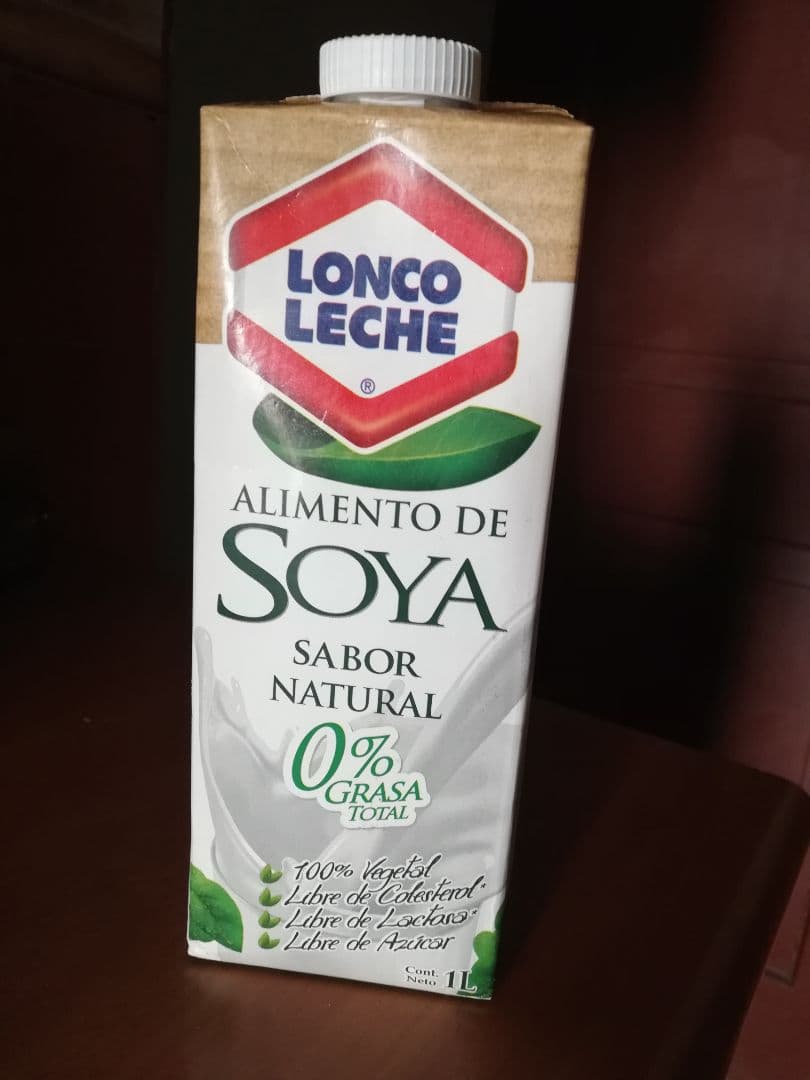 LONCO
LECHE
®
ALIMENTO DE
SOYA
SABOR
NATURAL
0%
GRASA
TOTAL
100% Vegetal
Libre de Colesterol*
Libre de Lactosa*
Libre de Azúcar
Cont.
Neto 1L